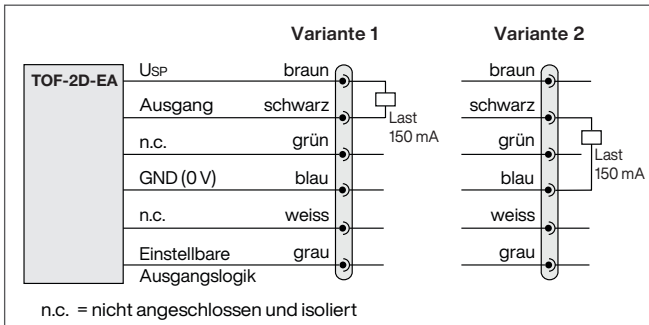 Variante 1
Variante 2
TOF-2D-EA
USP braun
braun
Ausgang schwarz
schwarz
Last
150 mA
n.c. grün
grün
Last
150 mA
GND (0 V) blau
blau
n.c. weiss
weiss
Einstellbare grau
grau
Ausgangslogik
n.c. = nicht angeschlossen und isoliert